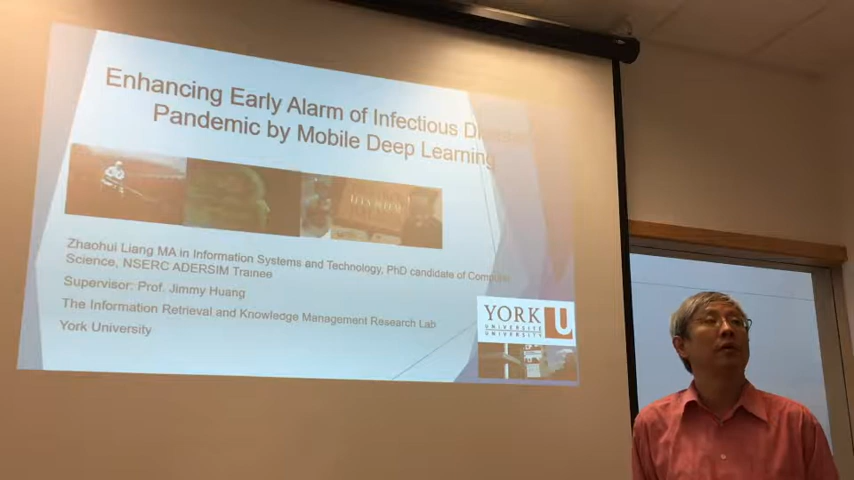 Enhancing Early Alarm of Infectious
Pandemic by Mobile Deep Learning
Zhaohui Liang MA in Information Systems and Technology, PhD candidate of Computer
Science, NSERC ADERSIM Trainee
Supervisor: Prof. Jimmy Huang
The Information Retrieval and Knowledge Management Research Lab
York University
YORK U
UNIVERSITÉ
UNIVERSITY